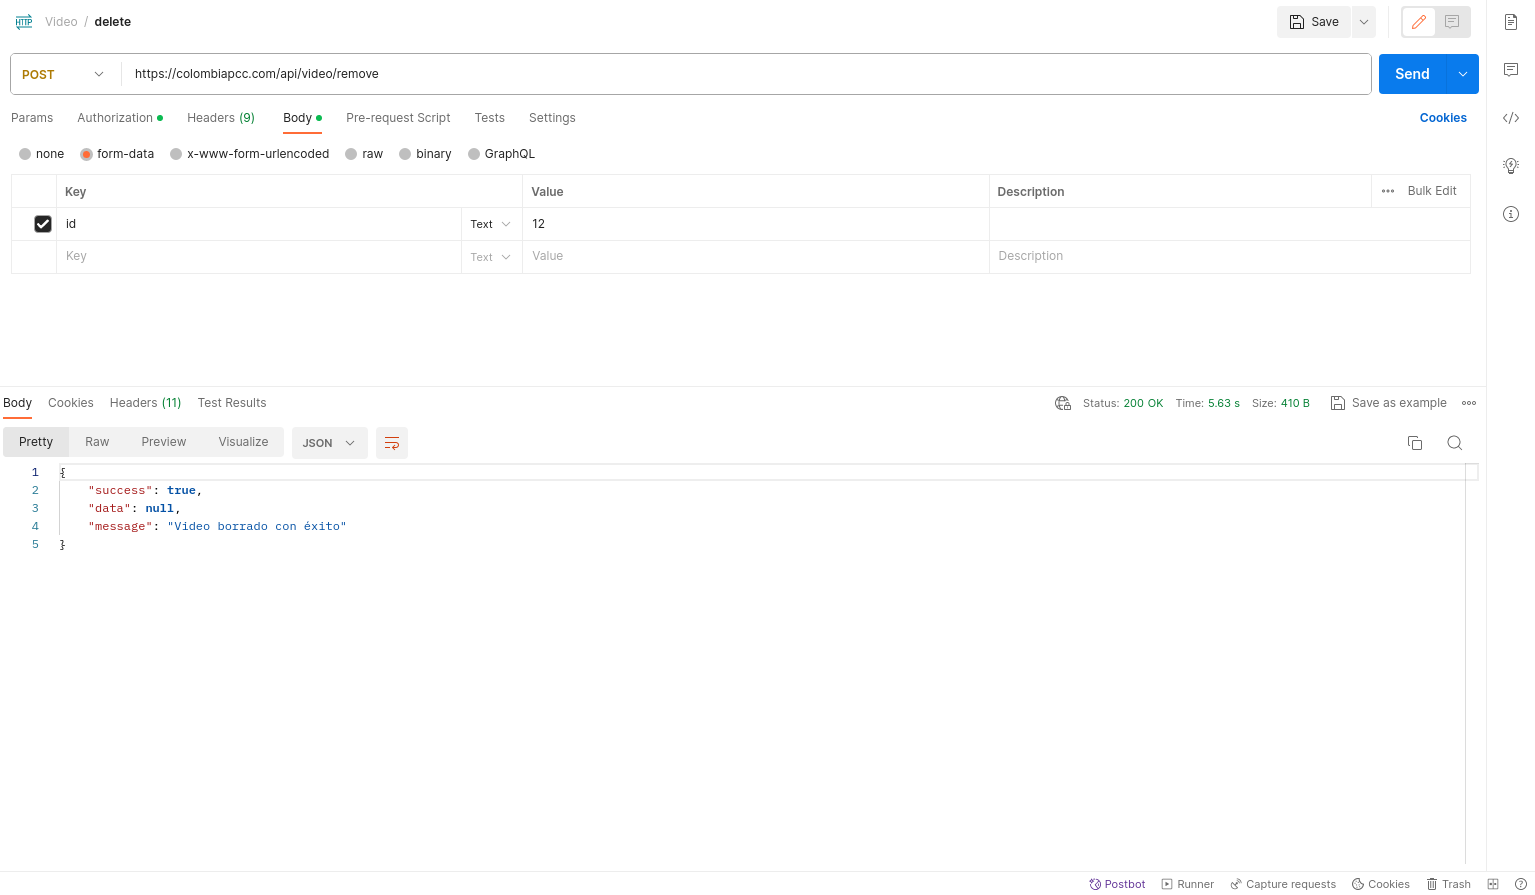 HTTP Video / delete Save
POST https://colombiapcc.com/api/video/remove Send
Params Authorization Headers (9) Body Pre-request Script Tests Settings Cookies
none form-data x-www-form-urlencoded raw binary GraphQL
Key Value Description Bulk Edit
id Text 12
Key Text Value Description
Body Cookies Headers (11) Test Results Status: 200 OK Time: 5.63 s Size: 410 B Save as example
Pretty Raw Preview Visualize JSON
1 {
2 "success": true,
3 "data": null,
4 "message": "Video borrado con éxito"
5 }
Postbot Runner Capture requests Cookies Trash